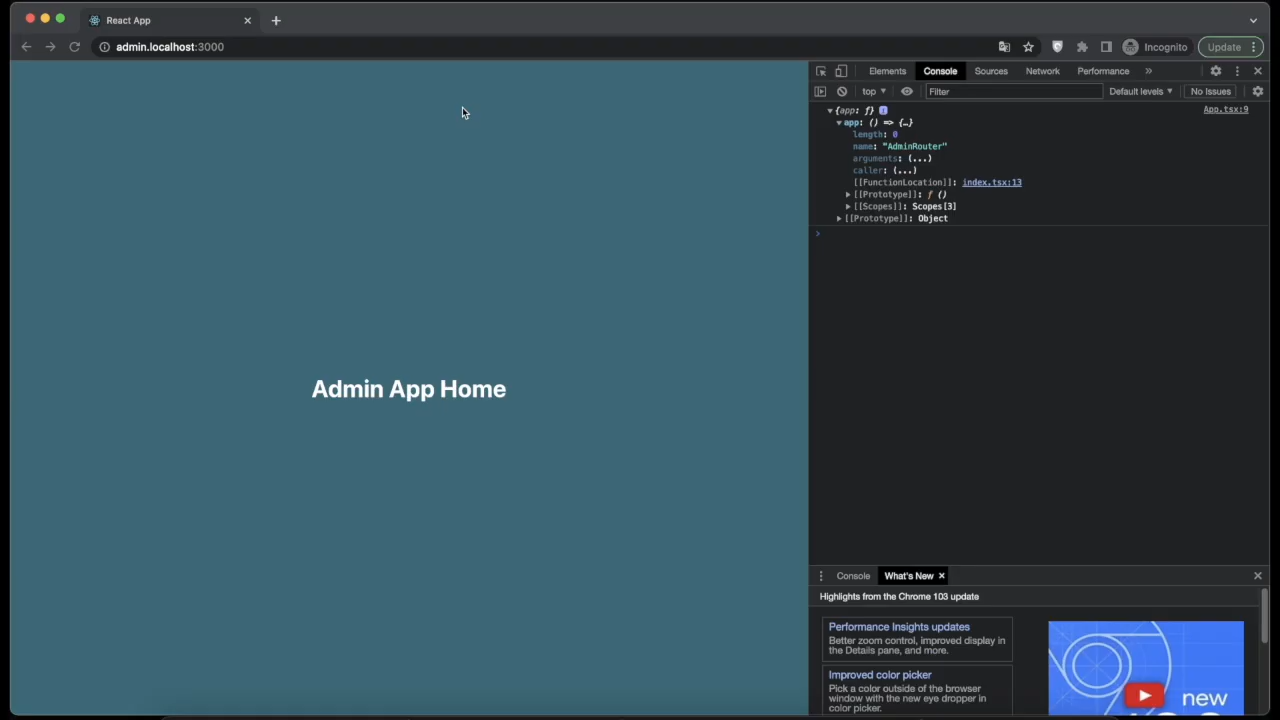 React App
admin.localhost:3000
Incognito
Update
Elements
Console
Sources
Network
Performance
»
top
Filter
Default levels
No Issues
{app: ƒ} i
App.tsx:9
app: () => {…}
length: 0
name: "AdminRouter"
arguments: (...)
caller: (...)
[[FunctionLocation]]: index.tsx:13
[[Prototype]]: ƒ ()
[[Scopes]]: Scopes[3]
[[Prototype]]: Object
Admin App Home
Console
What's New
Highlights from the Chrome 103 update
Performance Insights updates
Better zoom control, improved display in
the Details pane, and more.
Improved color picker
Pick a color outside of the browser
window with the new eye dropper in
color picker.
new